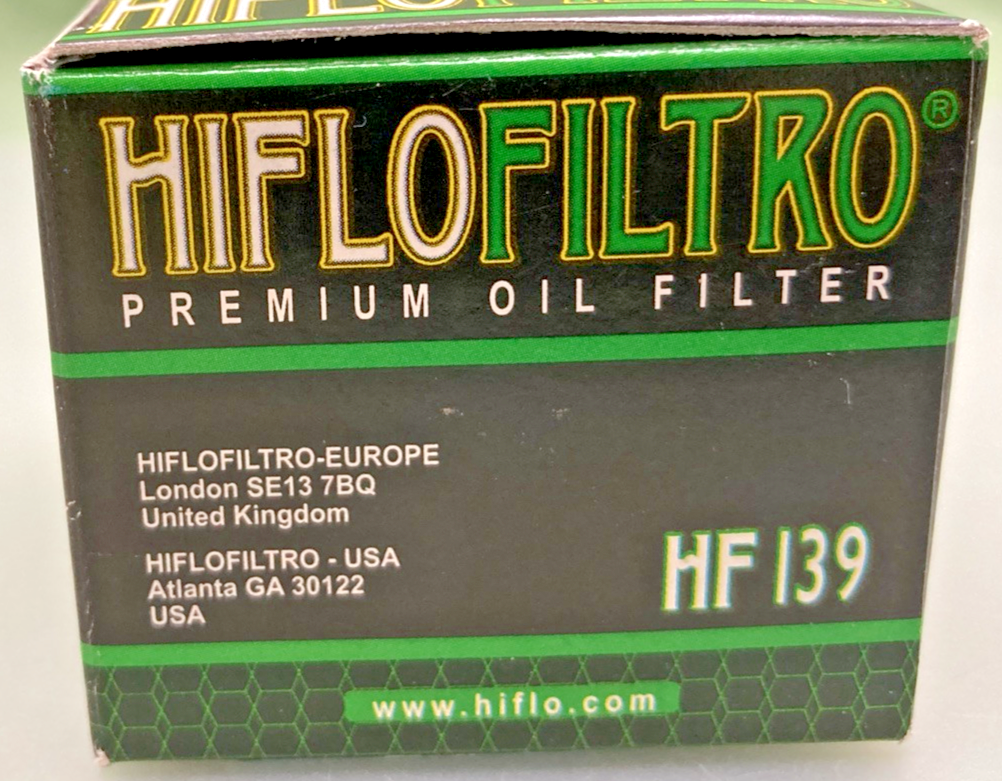 HIFLOFILTRO
HIFLOFILTRO®
PREMIUM OIL FILTER
HIFLOFILTRO-EUROPE
London SE13 7BQ
United Kingdom
HIFLOFILTRO - USA
Atlanta GA 30122
USA
HF139
www.hiflo.com